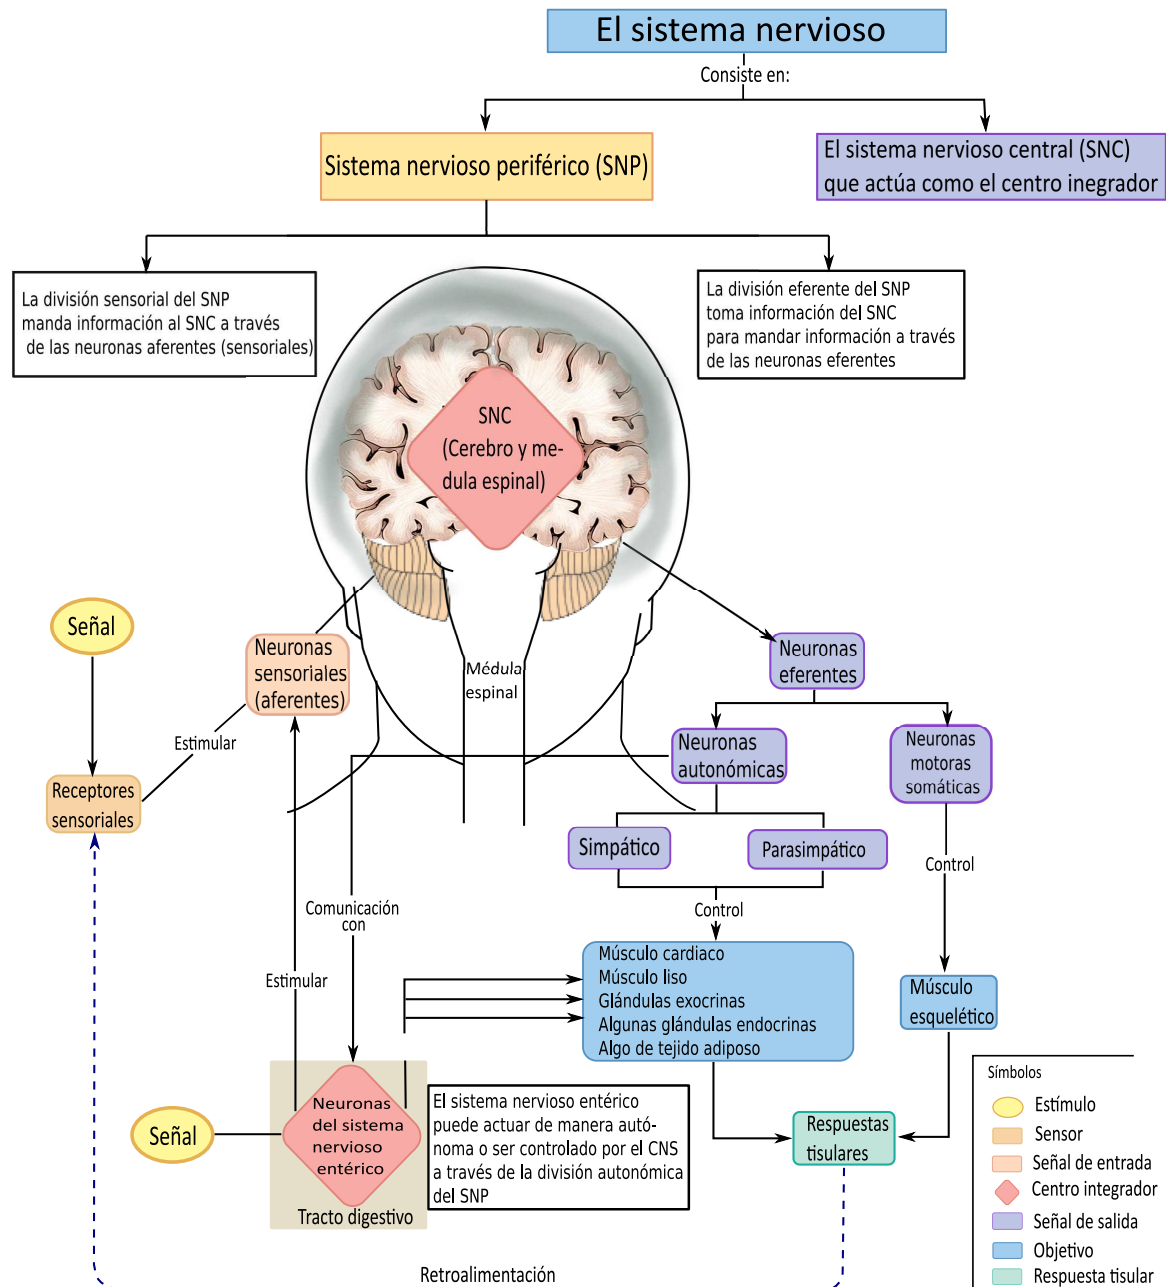 El sistema nervioso
Consiste en:
Sistema nervioso periférico (SNP)
El sistema nervioso central (SNC)
que actúa como el centro inegrador
La división sensorial del SNP
manda información al SNC a través
de las neuronas aferentes (sensoriales)
La división eferente del SNP
toma información del SNC
para mandar información a través
de las neuronas eferentes
SNC
(Cerebro y me-
dula espinal)
Señal
Neuronas
sensoriales
(aferentes)
Médula
espinal
Neuronas
eferentes
Estimular
Receptores
sensoriales
Neuronas
autonómicas
Neuronas
motoras
somáticas
Simpático
Parasimpático
Control
Control
Comunicación
con
Estimular
Músculo cardiaco
Músculo liso
Glándulas exocrinas
Algunas glándulas endocrinas
Algo de tejido adiposo
Músculo
esquelético
Señal
Neuronas
del sistema
nervioso
entérico
Tracto digestivo
El sistema nervioso entérico
puede actuar de manera autó-
noma o ser controlado por el CNS
a través de la división autonómica
del SNP
Respuestas
tisulares
Retroalimentación
Símbolos
Estímulo
Sensor
Señal de entrada
Centro integrador
Señal de salida
Objetivo
Respuesta tisular